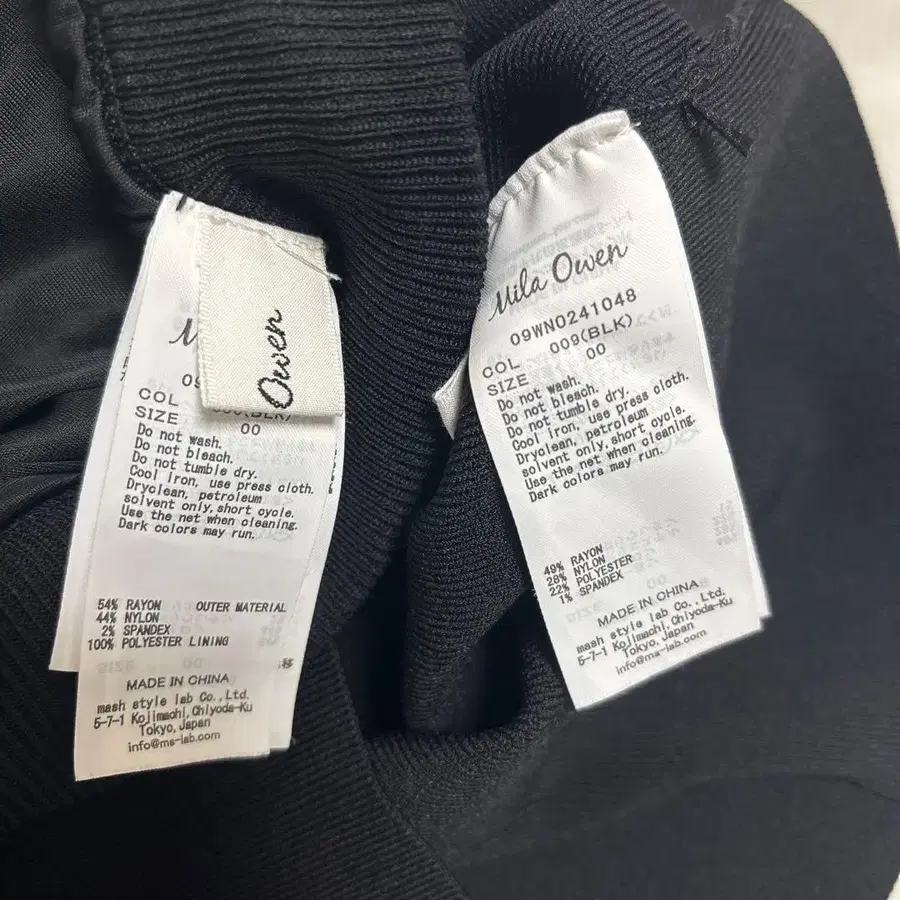 Owen
COL
SIZE 00
Do not wash.
Do not bleach.
Do not tumble dry.
Cool iron, use press cloth.
Dryclean, petroleum
solvent only,short cycle.
Use the net when cleaning.
Dark colors may run.
54% RAYON OUTER MATERIAL
44% NYLON
2% SPANDEX
100% POLYESTER LINING
MADE IN CHINA
mash style lab Co.,Ltd.
5-7-1 Kojimachi,Chiyoda-Ku
Tokyo,Japan
info@ms-lab.com
Mila Owen
09WN0241048
COL 009(BLK)
SIZE 00
Do not wash.
Do not bleach.
Do not tumble dry.
Cool iron, use press cloth.
Dryclean, petroleum
solvent only,short cycle.
Use the net when cleaning.
Dark colors may run.
49% RAYON
28% NYLON
22% POLYESTER
1% SPANDEX
MADE IN CHINA
mash style lab Co.,Ltd.
5-7-1 Kojimachi,Chiyoda-Ku
Tokyo,Japan
info@ms-lab.com